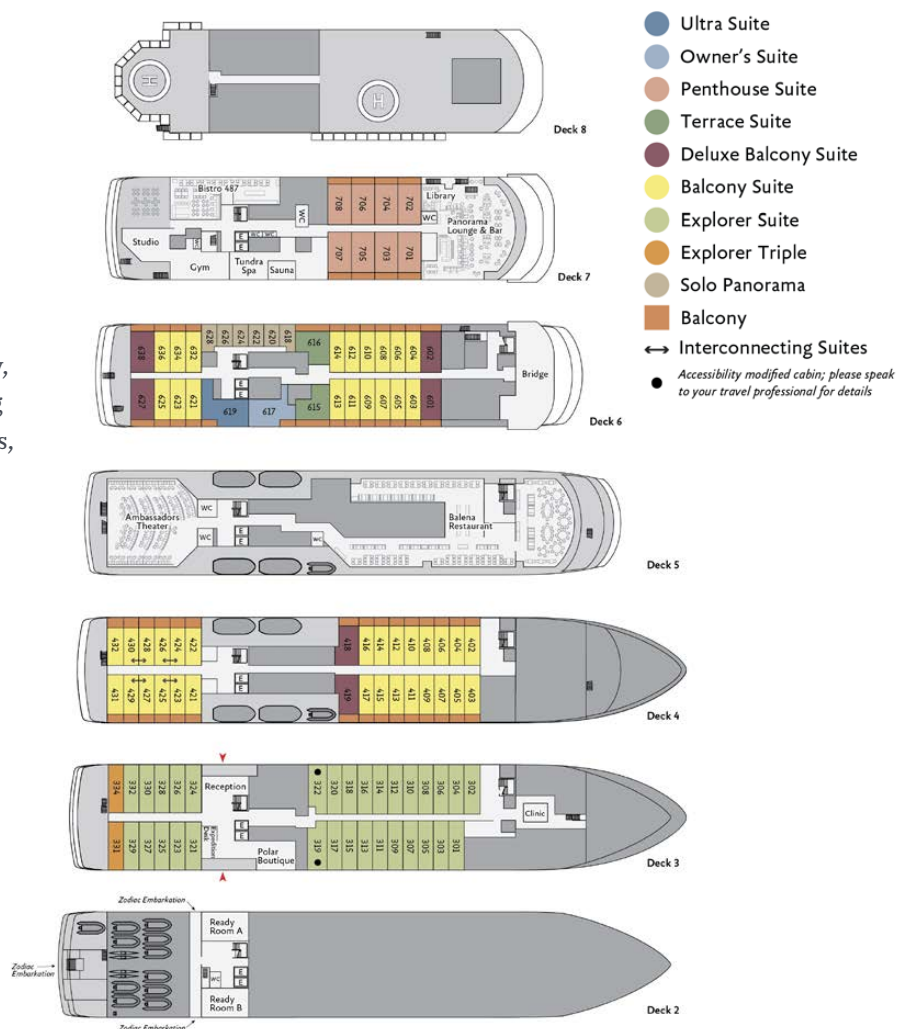 Ultra Suite
Owner's Suite
Penthouse Suite
Terrace Suite
Deluxe Balcony Suite
Balcony Suite
Explorer Suite
Explorer Triple
Solo Panorama
Balcony
Interconnecting Suites
Accessibility modified cabin; please speak
to your travel professional for details
y,
g
s,
H
H
Deck 8
Bistro 487
WC
708 706 704 702
Library
WC
Panorama
Lounge & Bar
Studio
E
E
WC WC
Gym
Tundra
Spa
Sauna
707 705 703 701
Deck 7
638 636 634 632 628 626 624 622 620 618 616 614 612 610 608 606 604 602
E
E
Bridge
627 625 623 621 619 617 615 613 611 609 607 605 603 601
Deck 6
Ambassadors
Theater
WC
WC
E
E
WC
Balena
Restaurant
Deck 5
432 430 428 426 424 422 418 416 414 412 410 408 406 404 402
E
E
431 429 427 425 423 421 419 417 415 413 411 409 407 405 403
Deck 4
334 332 330 328 326 324
Reception
322 320 318 316 314 312 310 308 306 304 302
E
E
Clinic
331 329 327 325 323 321
Expedition
Desk
Polar
Boutique
319 317 315 313 311 309 307 305 303 301
Deck 3
Zodiac Embarkation
Ready
Room A
Zodiac
Embarkation
WC
E
E
Ready
Room B
Deck 2
Zodiac Embarkation